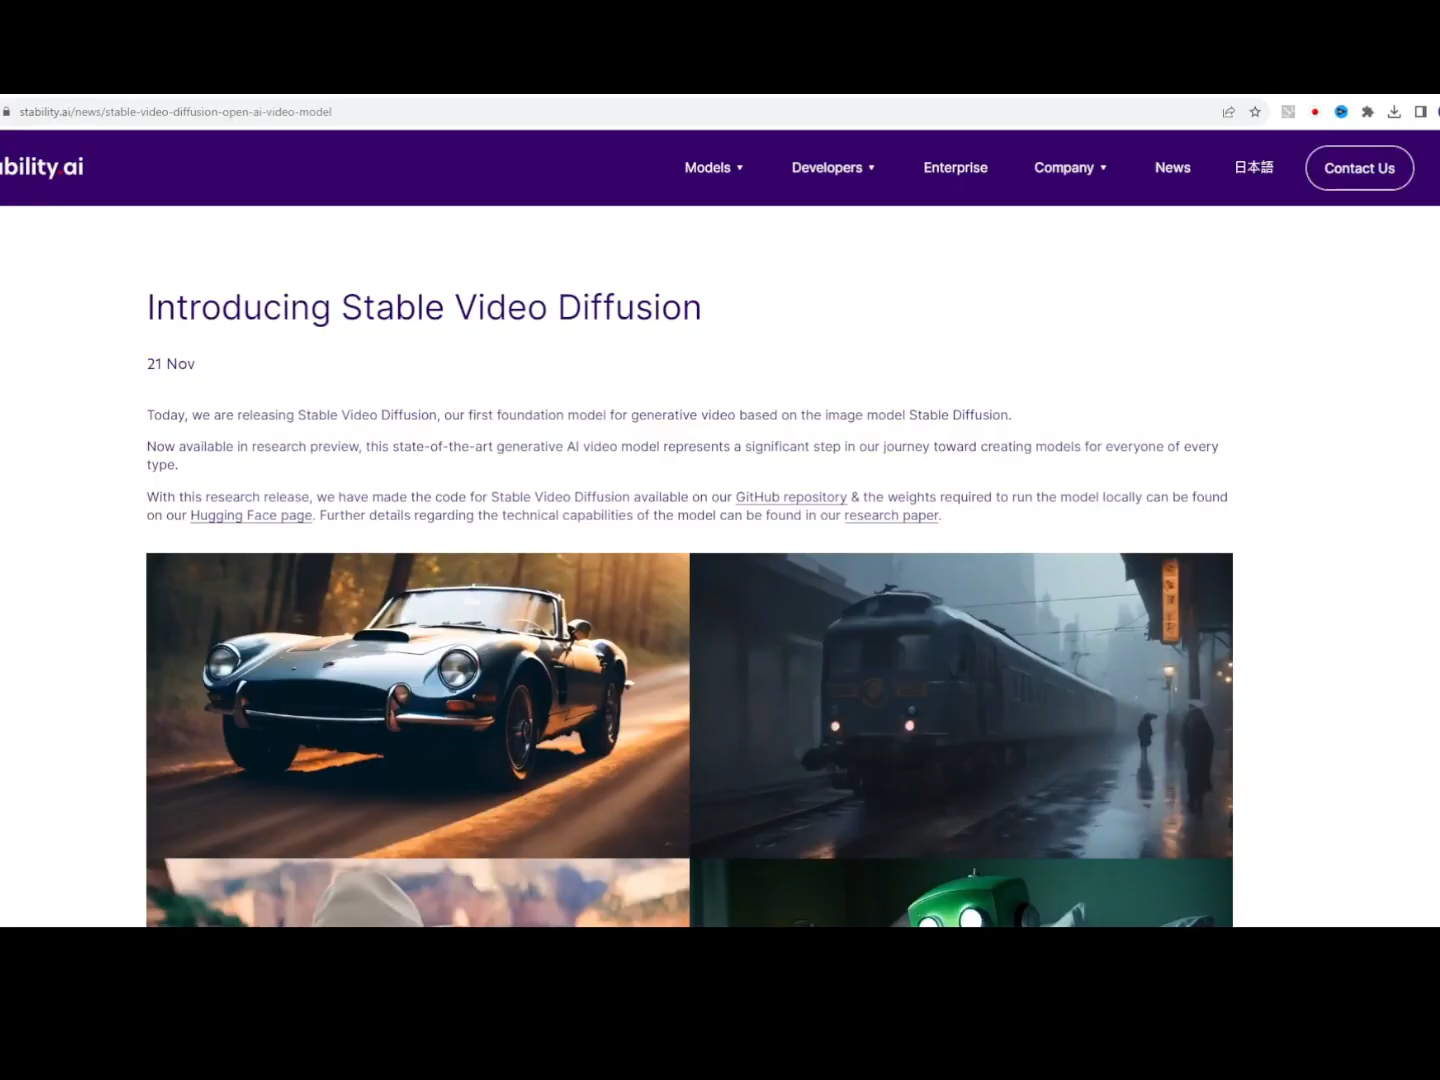 stability.ai/news/stable-video-diffusion-open-ai-video-model
ability.ai
Models
Developers
Enterprise
Company
News
日本語
Contact Us
Introducing Stable Video Diffusion
21 Nov
Today, we are releasing Stable Video Diffusion, our first foundation model for generative video based on the image model Stable Diffusion.
Now available in research preview, this state-of-the-art generative AI video model represents a significant step in our journey toward creating models for everyone of every
type.
With this research release, we have made the code for Stable Video Diffusion available on our GitHub repository & the weights required to run the model locally can be found
on our Hugging Face page. Further details regarding the technical capabilities of the model can be found in our research paper.